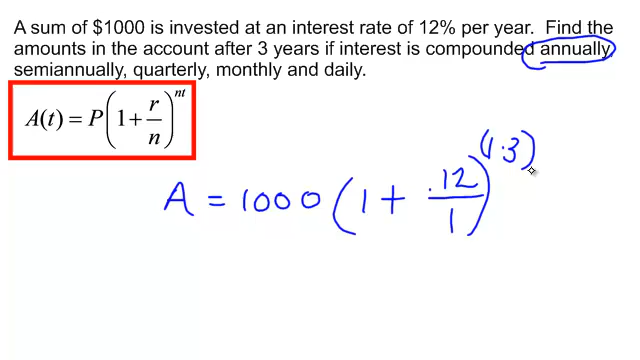 A sum of $1000 is invested at an interest rate of 12% per year.  Find the
amounts in the account after 3 years if interest is compounded annually,
semiannually, quarterly, monthly and daily.
A(t) = P(1 + r/n)^nt
A = 1000 (1 + .12/1)^(1·3)